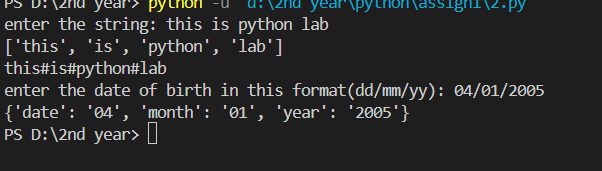 PS D:\2nd year> python -u "d:\2nd year\python\assign1\2.py
enter the string: this is python lab
['this', 'is', 'python', 'lab']
this#is#python#lab
enter the date of birth in this format(dd/mm/yy): 04/01/2005
{'date': '04', 'month': '01', 'year': '2005'}
PS D:\2nd year>